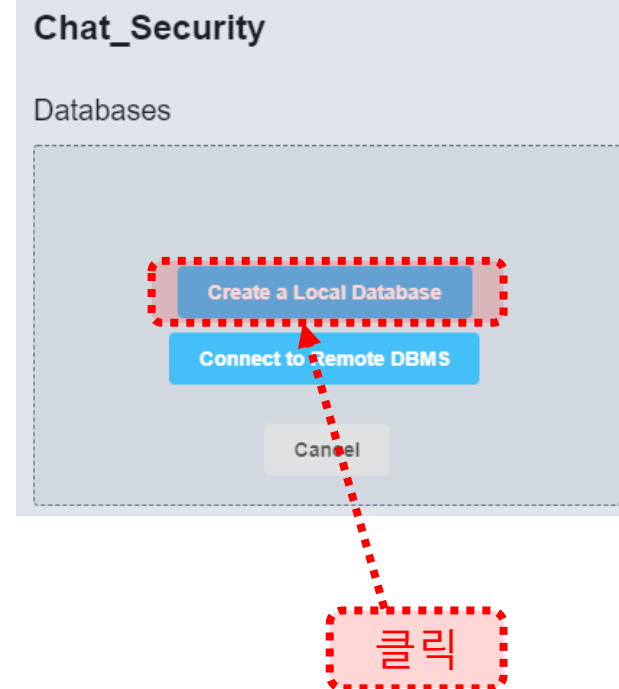 Chat_Security
Databases
Create a Local Database
Connect to Remote DBMS
Cancel
클릭